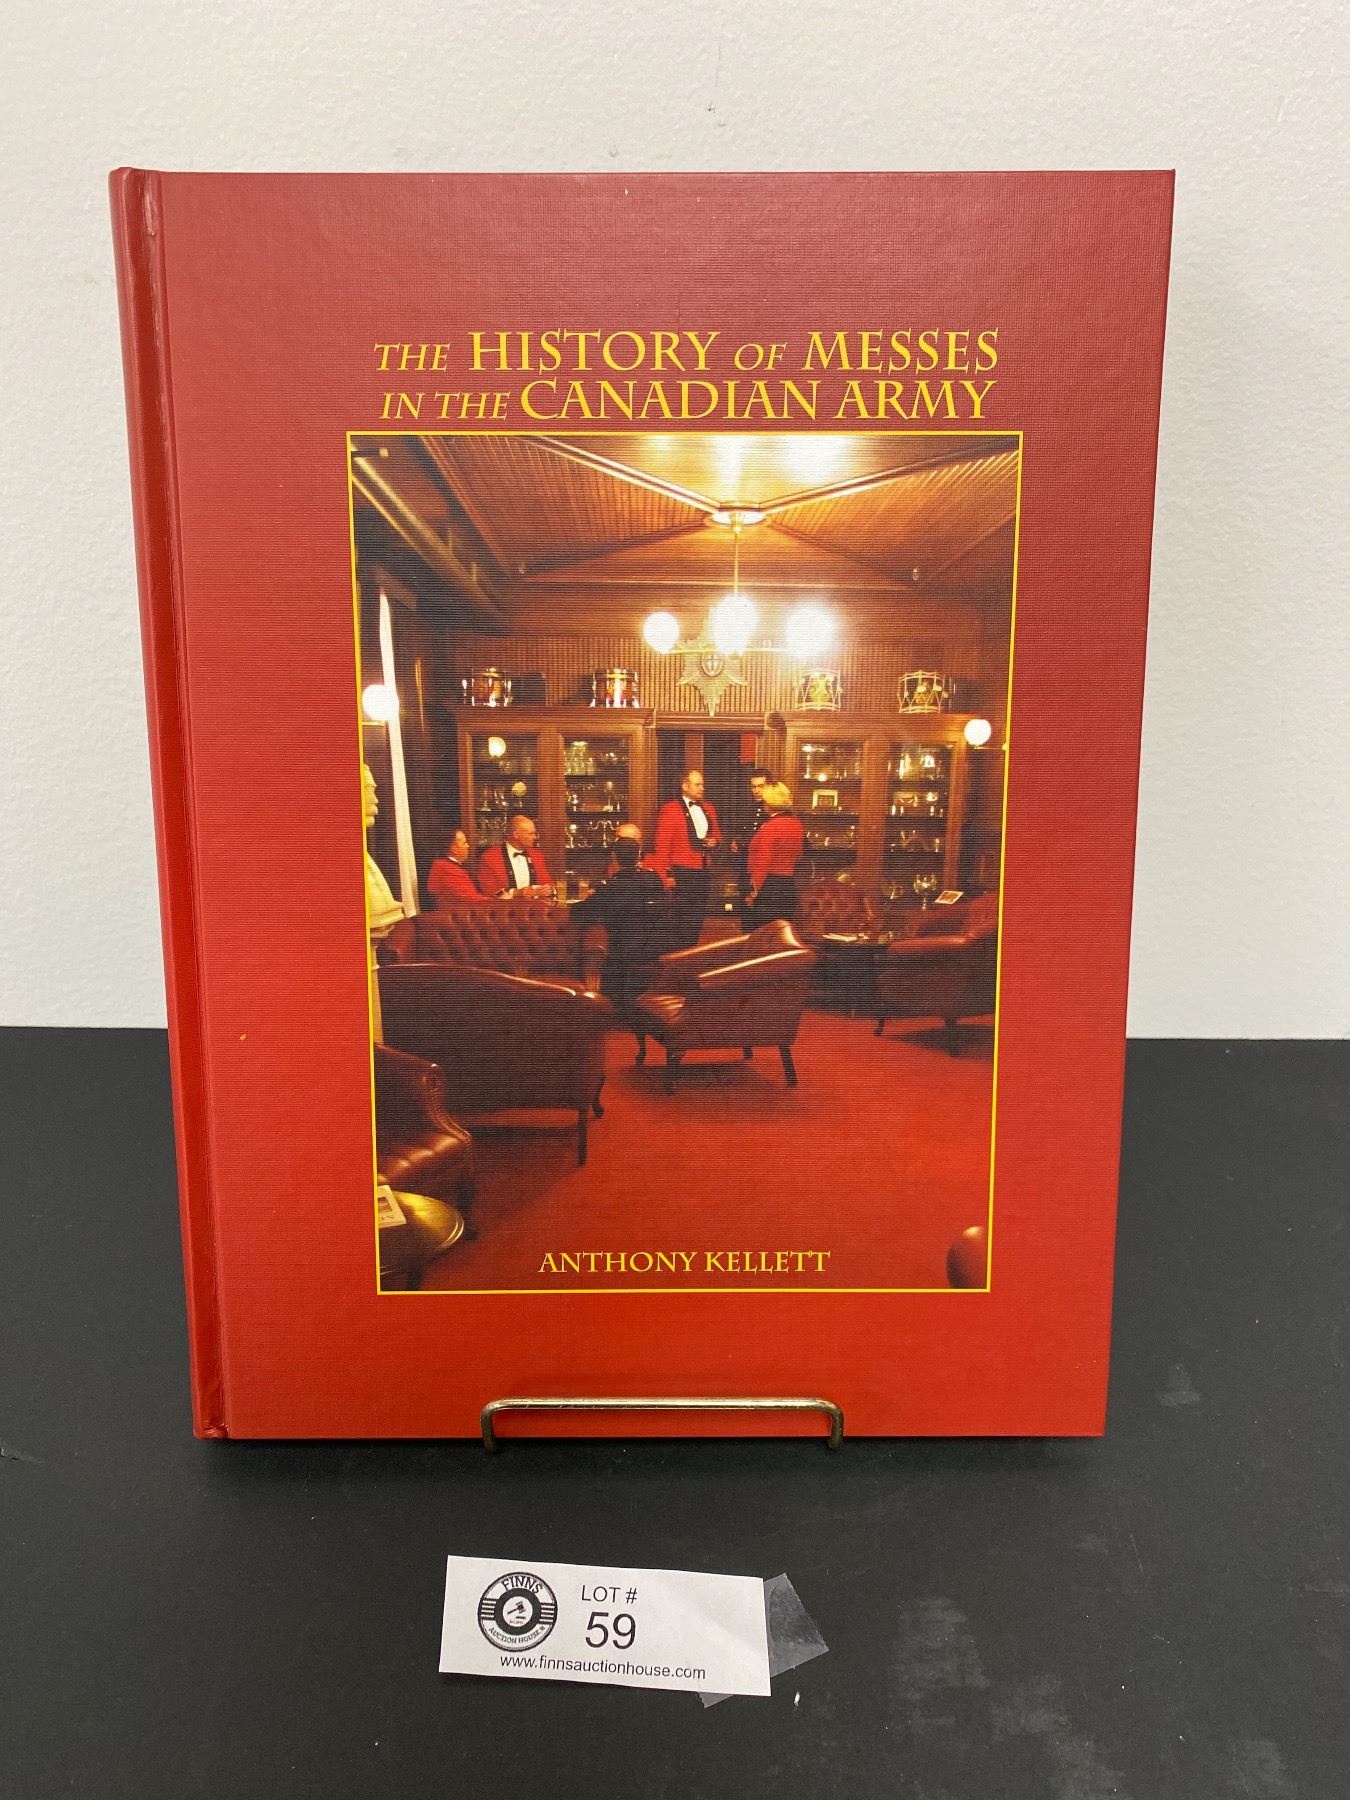 THE HISTORY OF MESSES
IN THE CANADIAN ARMY
ANTHONY KELLETT
FINNS
AUCTION HOUSE
LOT #
59
www.finnsauctionhouse.com